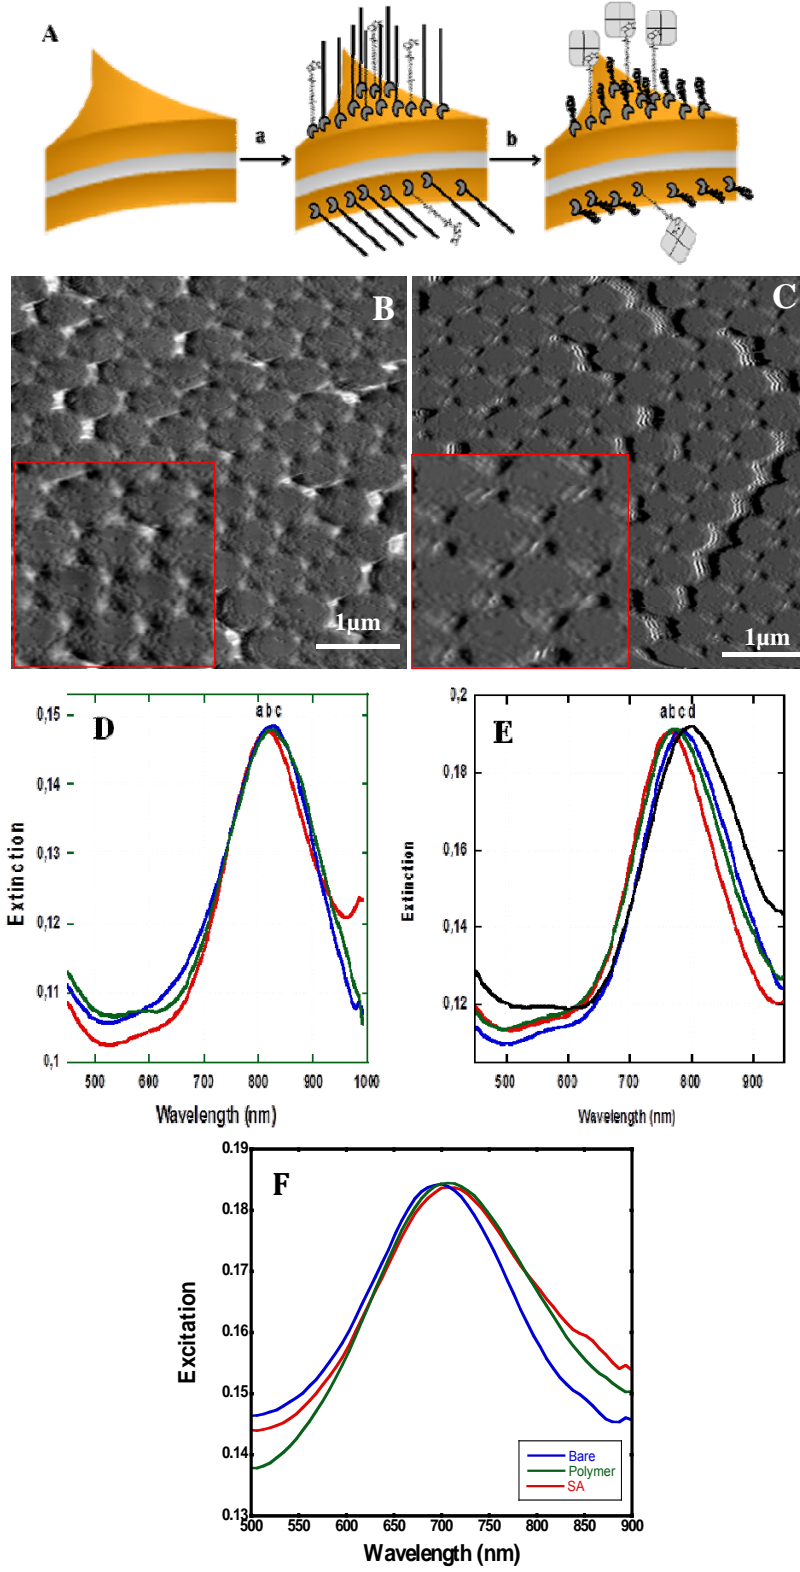 A
a
b
B
C
1μm
1μm
D
abc
0,15
0,14
0,13
0,12
0,11
0,1
Extinction
500 600 700 800 900 1000
Wavelength (nm)
E
abcd
0,2
0,18
0,16
0,14
0,12
Extinction
500 600 700 800 900
Wavelength (nm)
F
0.19
0.18
0.17
0.16
0.15
0.14
0.13
Excitation
Bare
Polymer
SA
500 550 600 650 700 750 800 850 900
Wavelength (nm)